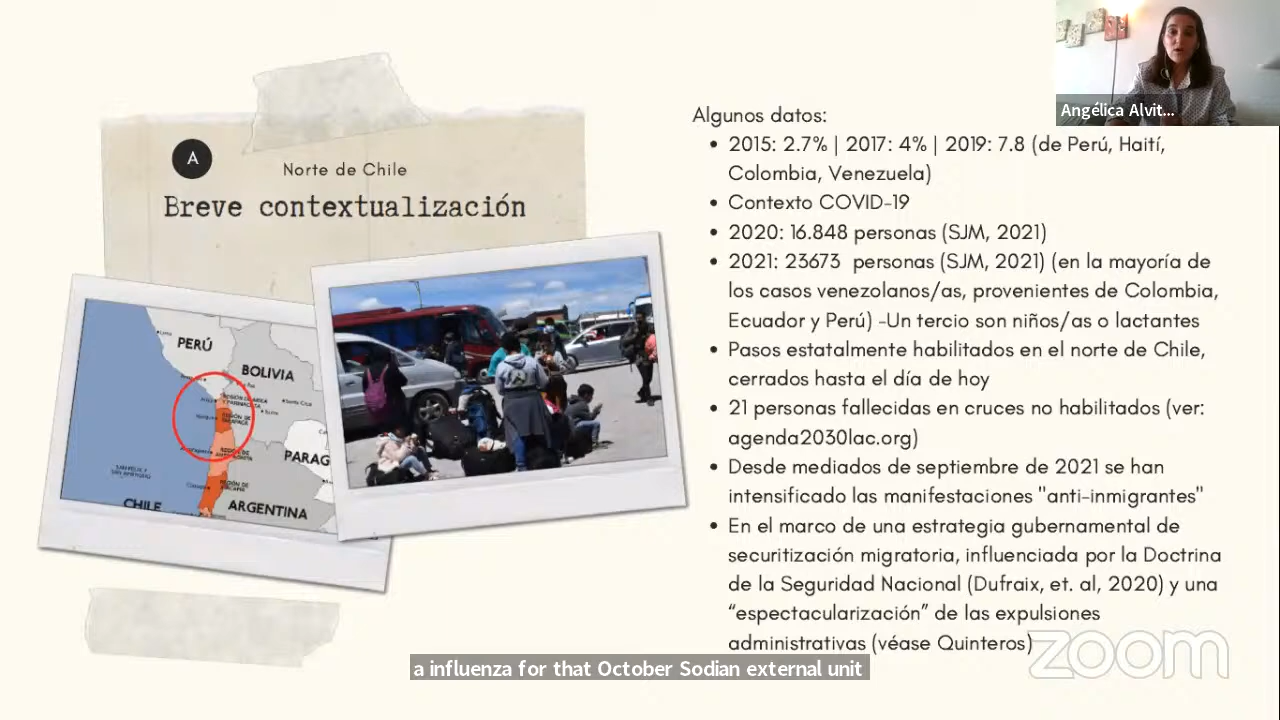 A
Norte de Chile
Breve contextualización
PERÚ
BOLIVIA
PARAG
CHILE
ARGENTINA
Algunos datos:
• 2015: 2.7% | 2017: 4% | 2019: 7.8 (de Perú, Haití,
Colombia, Venezuela)
• Contexto COVID-19
• 2020: 16.848 personas (SJM, 2021)
• 2021: 23673 personas (SJM, 2021) (en la mayoría de
los casos venezolanos/as, provenientes de Colombia,
Ecuador y Perú) -Un tercio son niños/as o lactantes
• Pasos estatalmente habilitados en el norte de Chile,
cerrados hasta el día de hoy
• 21 personas fallecidas en cruces no habilitados (ver:
agenda2030lac.org)
• Desde mediados de septiembre de 2021 se han
intensificado las manifestaciones "anti-inmigrantes"
• En el marco de una estrategia gubernamental de
securitización migratoria, influenciada por la Doctrina
de la Seguridad Nacional (Dufraix, et. al, 2020) y una
“espectacularización” de las expulsiones
administrativas (véase Quinteros)
Angélica Alvit...
a influenza for that October Sodian external unit
zoom